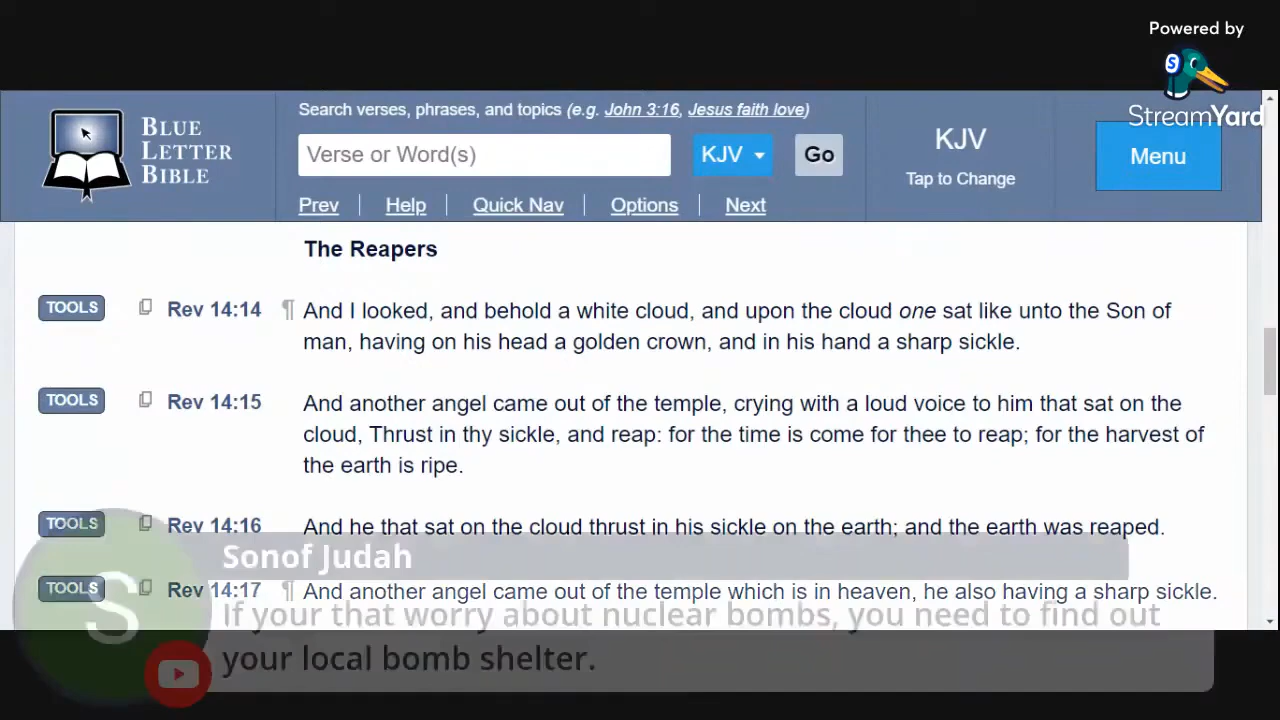 Powered by
S
StreamYard
BLUE
LETTER
BIBLE
Search verses, phrases, and topics (e.g. John 3:16, Jesus faith love)
Verse or Word(s)
KJV
Go
KJV
Tap to Change
Menu
Prev
Help
Quick Nav
Options
Next
The Reapers
TOOLS Rev 14:14 ¶ And I looked, and behold a white cloud, and upon the cloud one sat like unto the Son of
man, having on his head a golden crown, and in his hand a sharp sickle.
TOOLS Rev 14:15 And another angel came out of the temple, crying with a loud voice to him that sat on the
cloud, Thrust in thy sickle, and reap: for the time is come for thee to reap; for the harvest of
the earth is ripe.
TOOLS Rev 14:16 And he that sat on the cloud thrust in his sickle on the earth; and the earth was reaped.
Sonof Judah
TOOLS Rev 14:17 ¶ And another angel came out of the temple which is in heaven, he also having a sharp sickle.
S
If your that worry about nuclear bombs, you need to find out
your local bomb shelter.